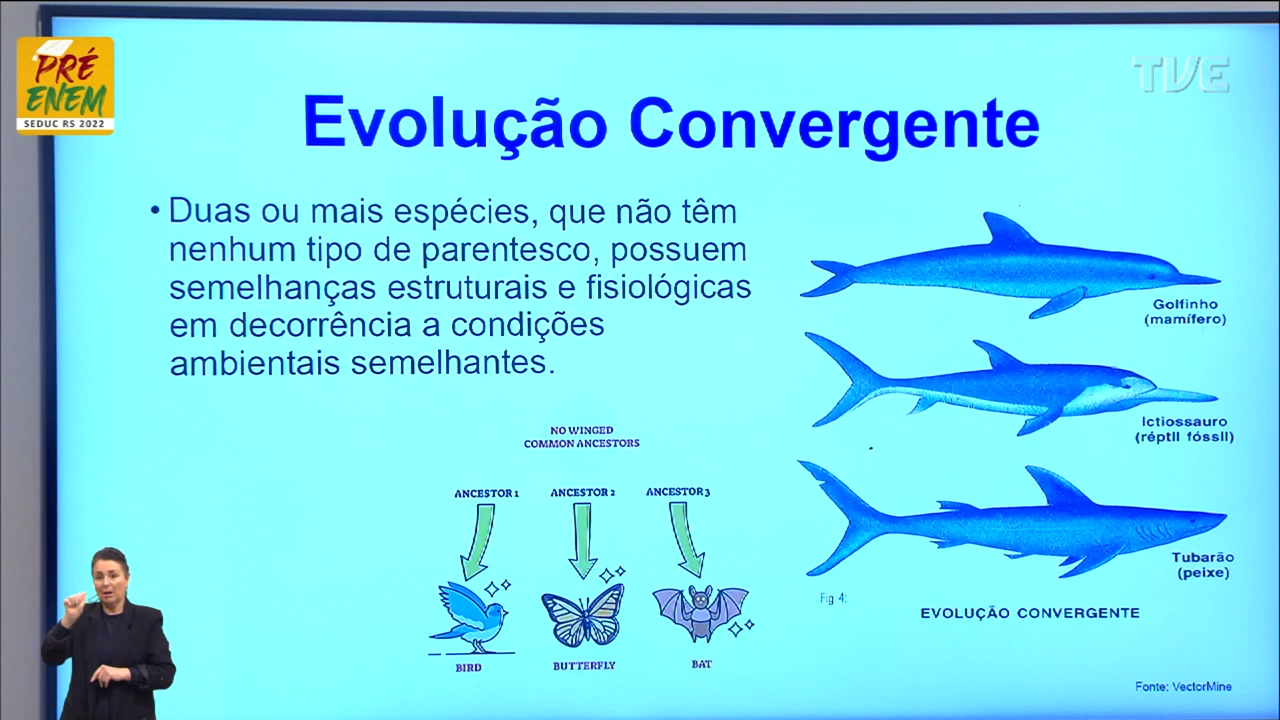 PRÉ
ENEM
SEDUC RS 2022
TVE
Evolução Convergente
• Duas ou mais espécies, que não têm
nenhum tipo de parentesco, possuem
semelhanças estruturais e fisiológicas
em decorrência a condições
ambientais semelhantes.
Golfinho
(mamífero)
Ictiossauro
(réptil fóssil)
Tubarão
(peixe)
Fig 4:
EVOLUÇÃO CONVERGENTE
NO WINGED
COMMON ANCESTORS
ANCESTOR 1 ANCESTOR 2 ANCESTOR 3
BIRD BUTTERFLY BAT
Fonte: VectorMine